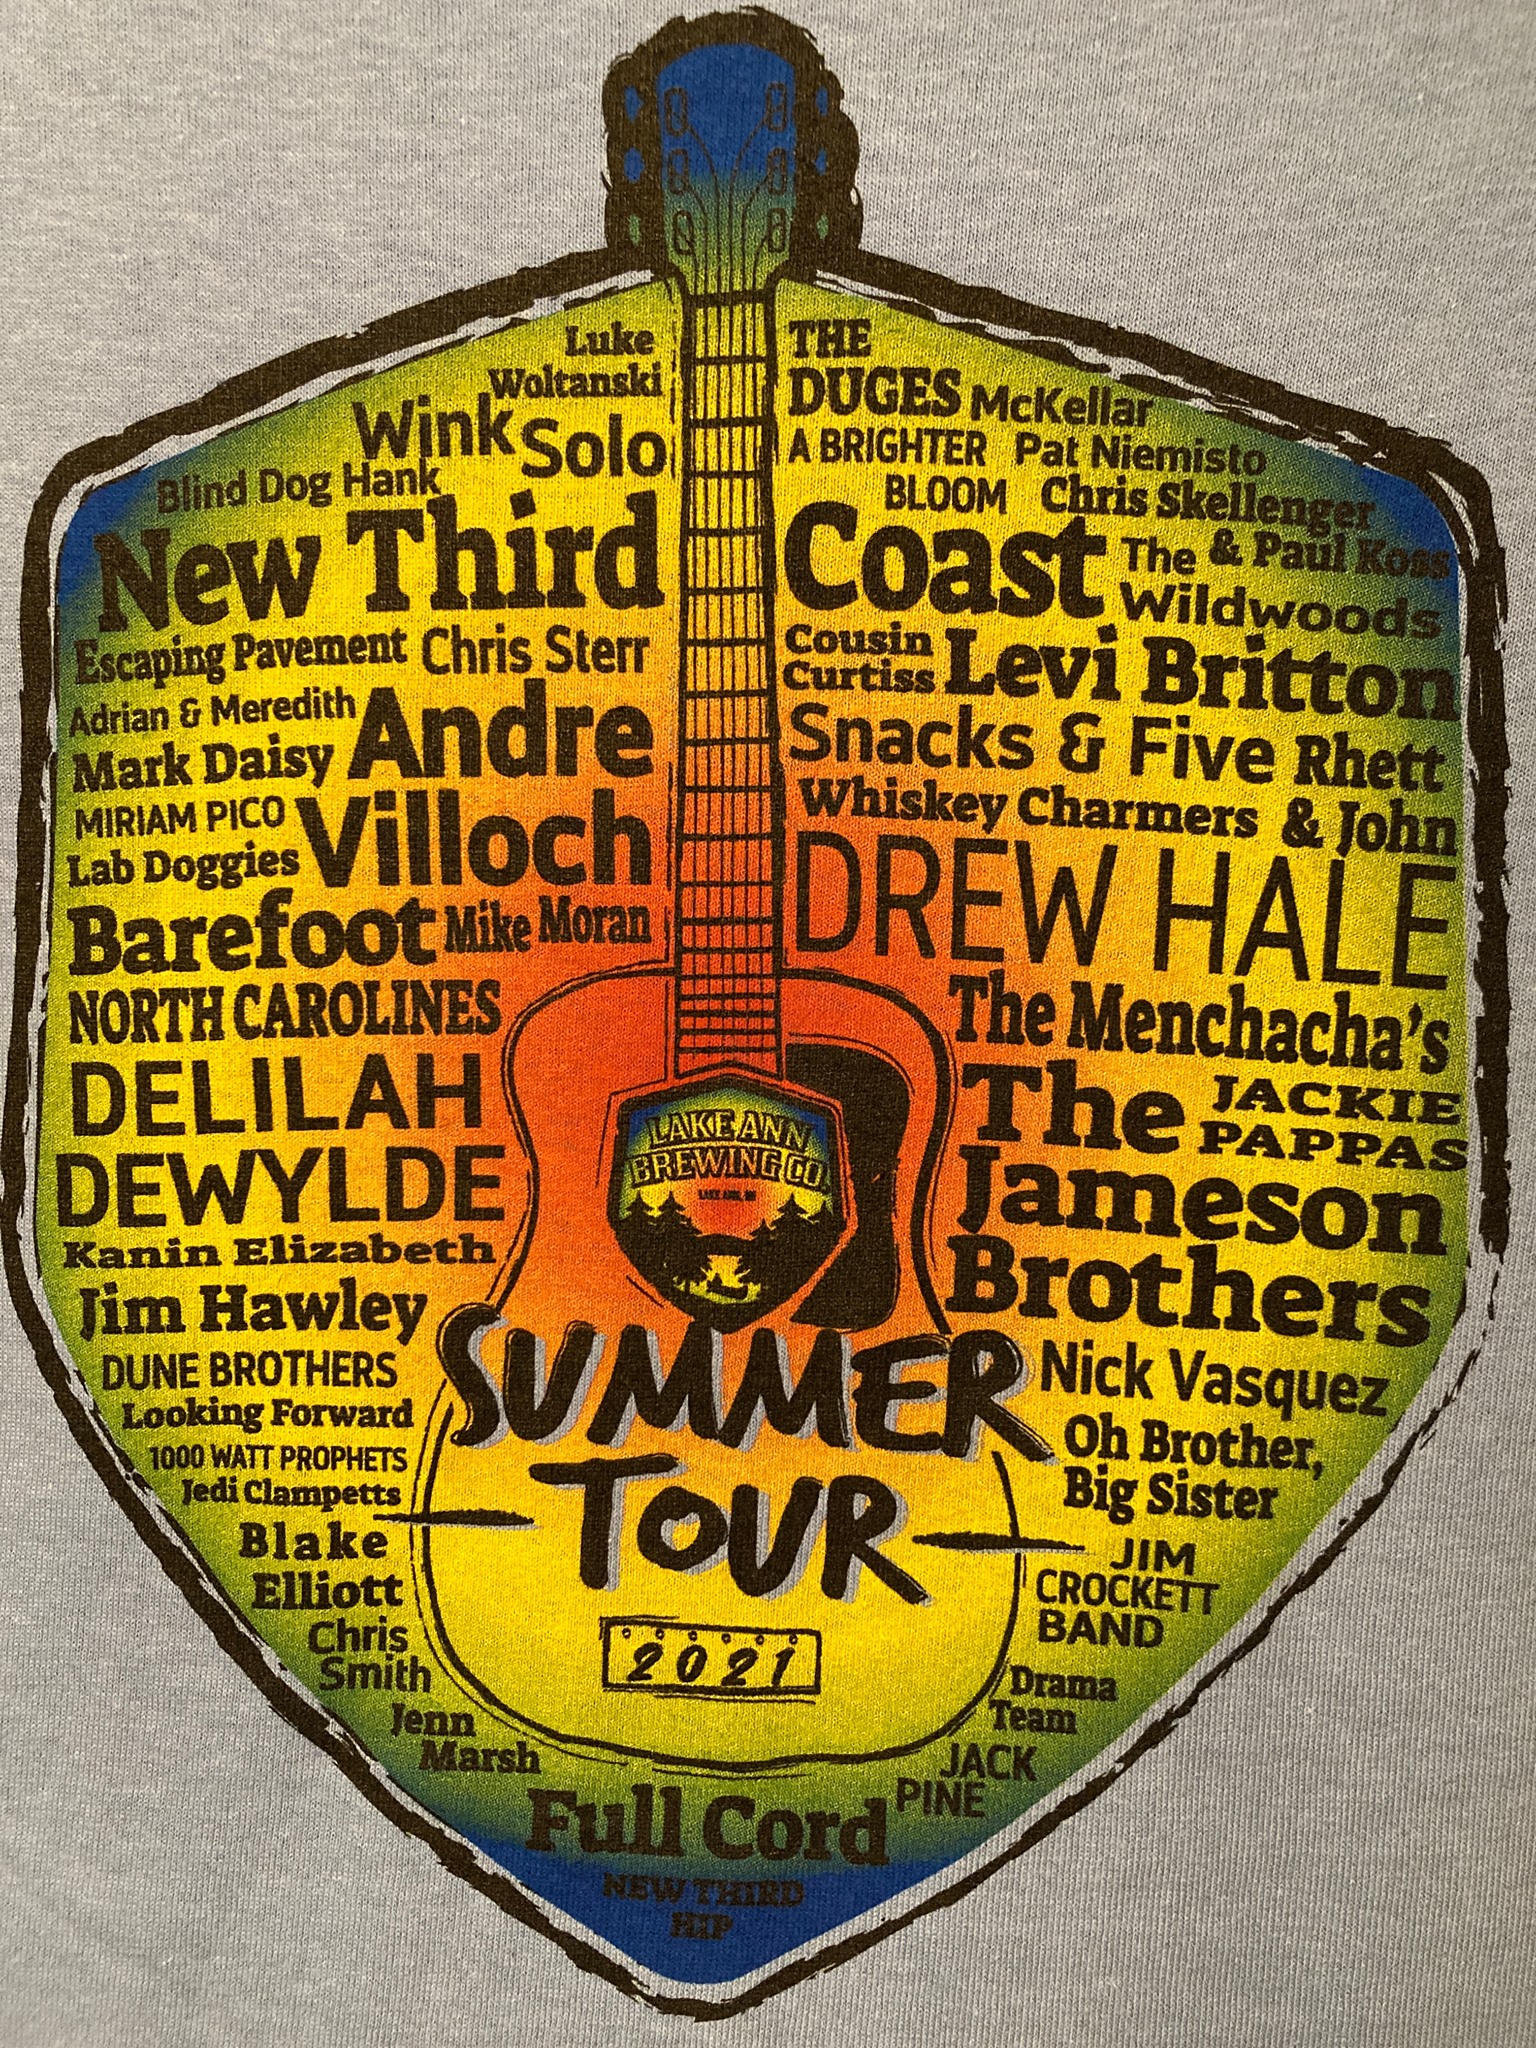 Luke
Woltanski
Wink Solo
Blind Dog Hank
New Third
Escaping Pavement Chris Sterr
Adrian & Meredith Andre
Mark Daisy
MIRIAM PICO Villoch
Lab Doggies
Barefoot Mike Moran
NORTH CAROLINES
DELILAH
DEWYLDE
Kanin Elizabeth
Jim Hawley
DUNE BROTHERS
Looking Forward
1000 WATT PROPHETS
Jedi Clampetts
Blake
Elliott
Chris
Smith
Jenn
Marsh
Full Cord
NEW THIRD
HIP
THE
DUGES McKellar
A BRIGHTER Pat Niemisto
BLOOM Chris Skellenger
& Paul Koss
Coast The
Wildwoods
Cousin
Curtiss Levi Britton
Snacks & Five Rhett
Whiskey Charmers & John
DREW HALE
The Menchacha's
The JACKIE
PAPPAS
Jameson
Brothers
Nick Vasquez
Oh Brother,
Big Sister
JIM
CROCKETT
BAND
Drama
Team
JACK
PINE
LAKE ANN
BREWING CO.
LAKE ANN, MI
SUMMER
TOUR
2021